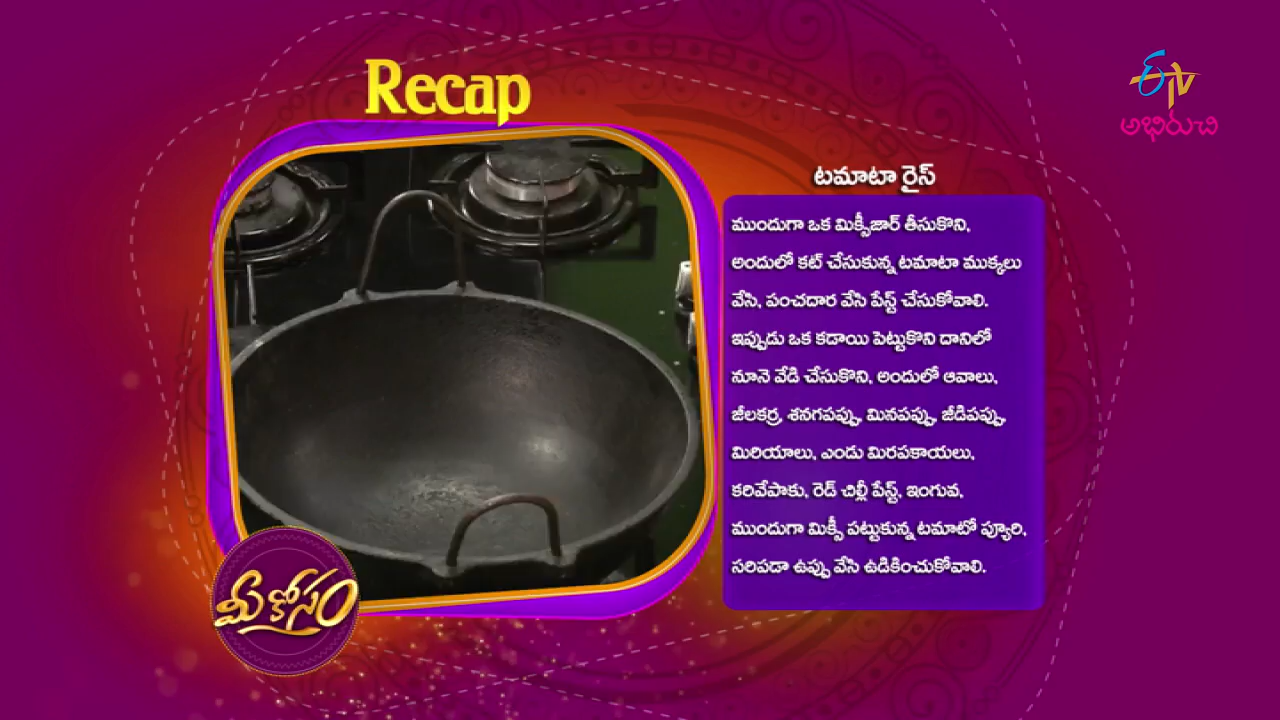 Recap
ETV
అభిరుచి
టమాటా రైస్
ముందుగా ఒక మిక్సీజార్ తీసుకొని,
అందులో కట్ చేసుకున్న టమాటా ముక్కలు
వేసి, పంచదార వేసి పేస్ట్ చేసుకోవాలి.
ఇప్పుడు ఒక కడాయి పెట్టుకొని దానిలో
నూనె వేడి చేసుకొని, అందులో ఆవాలు,
జీలకర్ర, శనగపప్పు, మినపప్పు, జీడిపప్పు,
మిరియాలు, ఎండు మిరపకాయలు,
కరివేపాకు, రెడ్ చిల్లీ పేస్ట్, ఇంగువ,
ముందుగా మిక్సీ పట్టుకున్న టమాటో ప్యూరి,
సరిపడా ఉప్పు వేసి ఉడికించుకోవాలి.
మీ కోసం